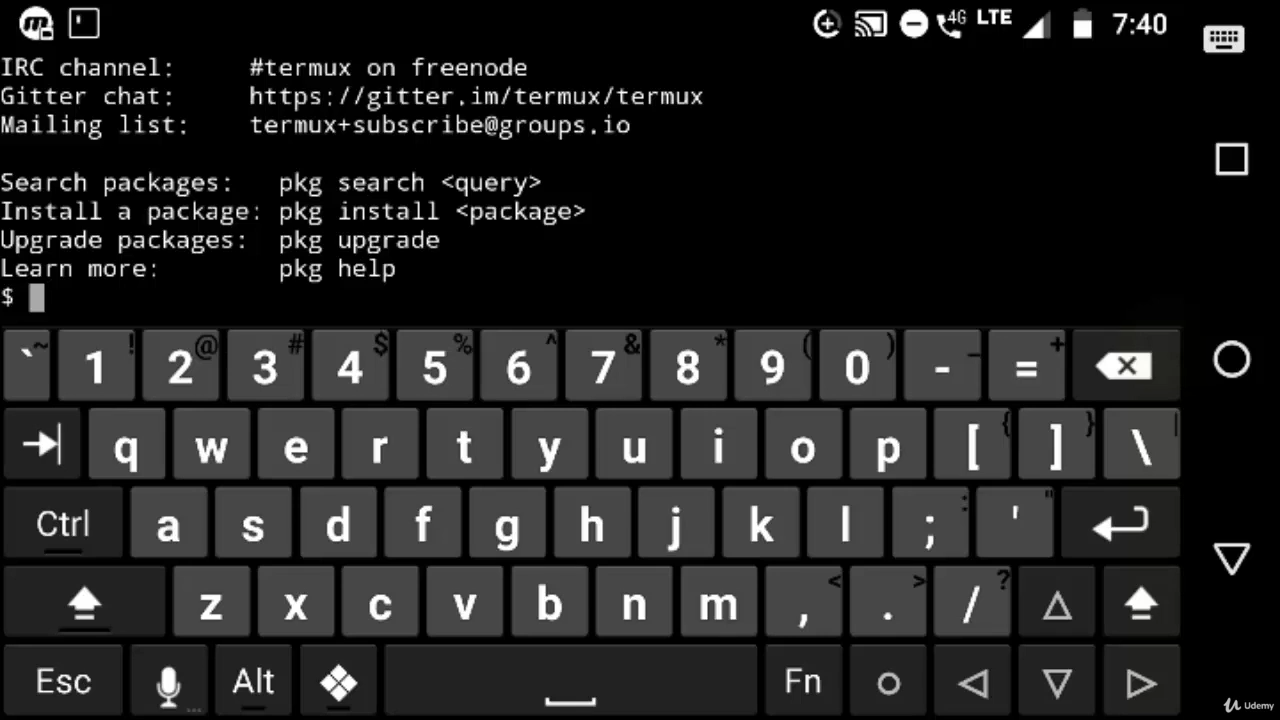 4G LTE 7:40
IRC channel: #termux on freenode
Gitter chat: https://gitter.im/termux/termux
Mailing list: termux+subscribe@groups.io
Search packages: pkg search <query>
Install a package: pkg install <package>
Upgrade packages: pkg upgrade
Learn more: pkg help
$
` ~ 1 ! 2 @ 3 # 4 $ 5 % 6 ^ 7 & 8 * 9 ( 0 ) - _ = +
q w e r t y u i o p [ { ] } \ |
Ctrl a s d f g h j k l ; : ' "
z x c v b n m , < . > / ?
Esc Alt Fn
Udemy